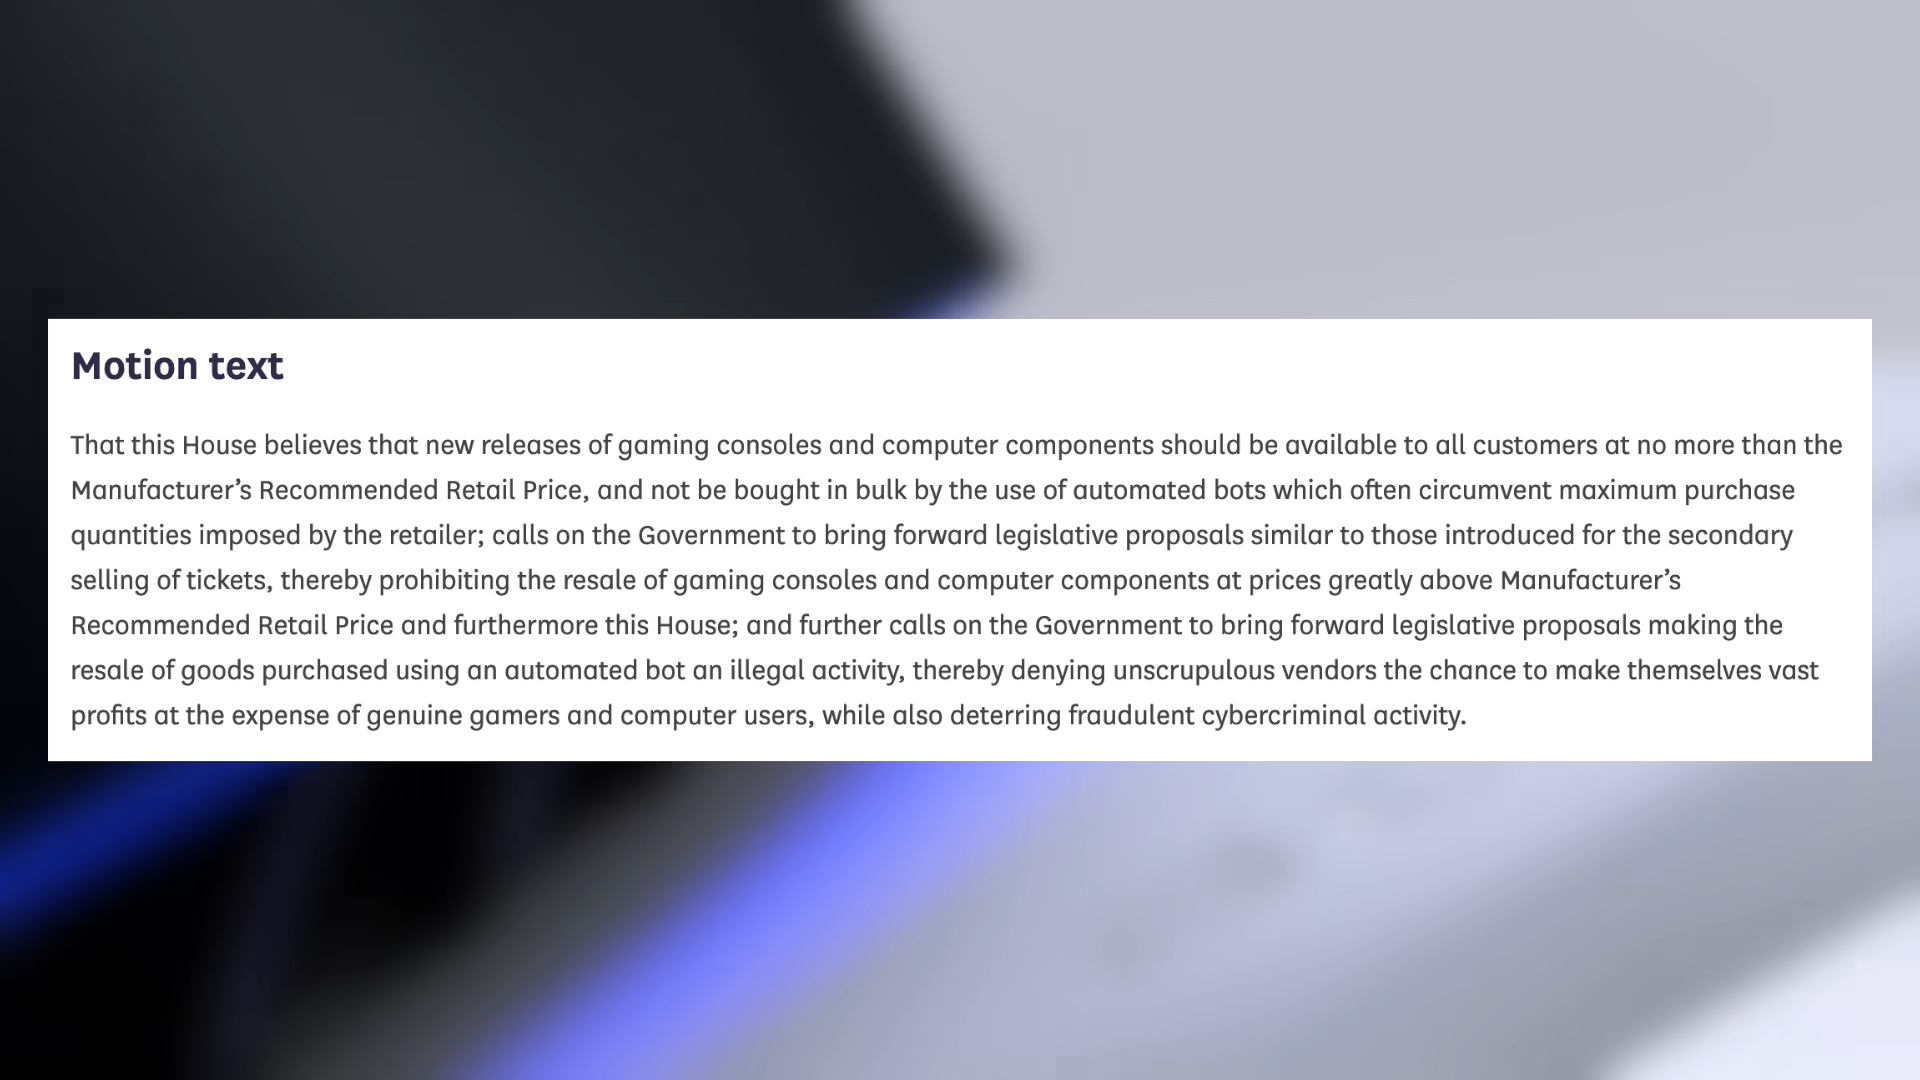 Motion text
That this House believes that new releases of gaming consoles and computer components should be available to all customers at no more than the
Manufacturer’s Recommended Retail Price, and not be bought in bulk by the use of automated bots which often circumvent maximum purchase
quantities imposed by the retailer; calls on the Government to bring forward legislative proposals similar to those introduced for the secondary
selling of tickets, thereby prohibiting the resale of gaming consoles and computer components at prices greatly above Manufacturer’s
Recommended Retail Price and furthermore this House; and further calls on the Government to bring forward legislative proposals making the
resale of goods purchased using an automated bot an illegal activity, thereby denying unscrupulous vendors the chance to make themselves vast
profits at the expense of genuine gamers and computer users, while also deterring fraudulent cybercriminal activity.